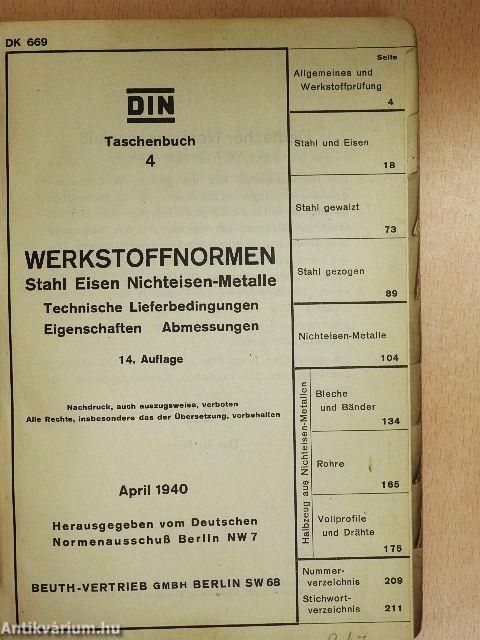 DK 669
DIN
Taschenbuch
4
WERKSTOFFNORMEN
Stahl Eisen Nichteisen-Metalle
Technische Lieferbedingungen
Eigenschaften Abmessungen
14. Auflage
Nachdruck, auch auszugsweise, verboten
Alle Rechte, insbesondere das der Übersetzung, vorbehalten
April 1940
Herausgegeben vom Deutschen
Normenausschuß Berlin NW 7
BEUTH-VERTRIEB GMBH BERLIN SW 68
Seite
Allgemeines und
Werkstoffprüfung
4
Stahl und Eisen
18
Stahl gewalzt
73
Stahl gezogen
89
Nichteisen-Metalle
104
Halbzeug aus Nichteisen-Metallen
Bleche
und Bänder
134
Rohre
165
Vollprofile
und Drähte
175
Nummer-
verzeichnis 209
Stichwort-
verzeichnis 211
Antikvárium.hu